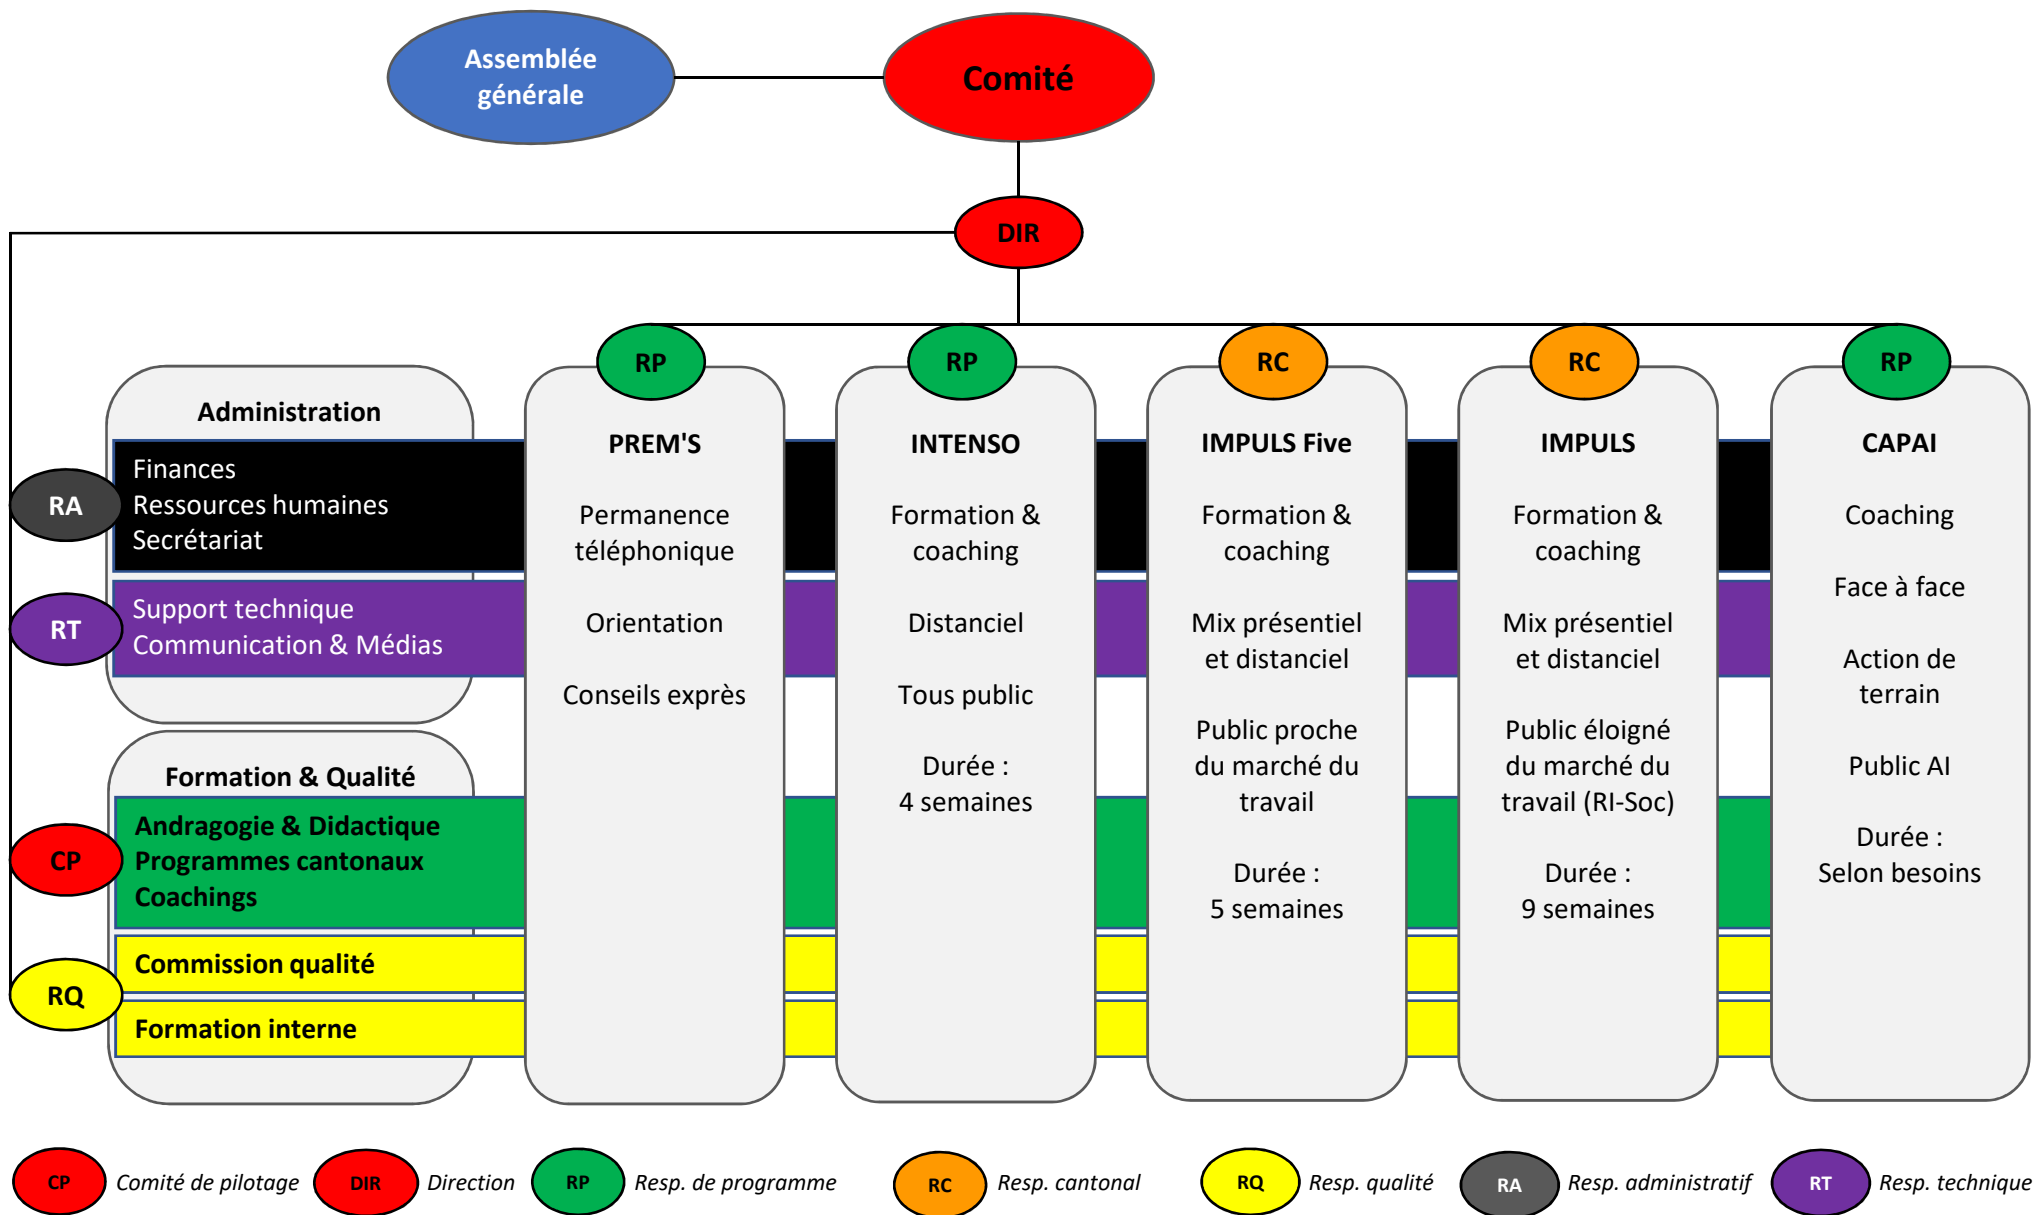 Assemblée
générale
Comité
DIR
RP
RP
RC
RC
RP
Administration
RA
Finances
Ressources humaines
Secrétariat
RT
Support technique
Communication & Médias
Formation & Qualité
CP
Andragogie & Didactique
Programmes cantonaux
Coachings
RQ
Commission qualité
Formation interne
PREM'S
Permanence
téléphonique
Orientation
Conseils exprès
INTENSO
Formation &
coaching
Distanciel
Tous public
Durée :
4 semaines
IMPULS Five
Formation &
coaching
Mix présentiel
et distanciel
Public proche
du marché du
travail
Durée :
5 semaines
IMPULS
Formation &
coaching
Mix présentiel
et distanciel
Public éloigné
du marché du
travail (RI-Soc)
Durée :
9 semaines
CAPAI
Coaching
Face à face
Action de
terrain
Public AI
Durée :
Selon besoins
CP Comité de pilotage
DIR Direction
RP Resp. de programme
RC Resp. cantonal
RQ Resp. qualité
RA Resp. administratif
RT Resp. technique